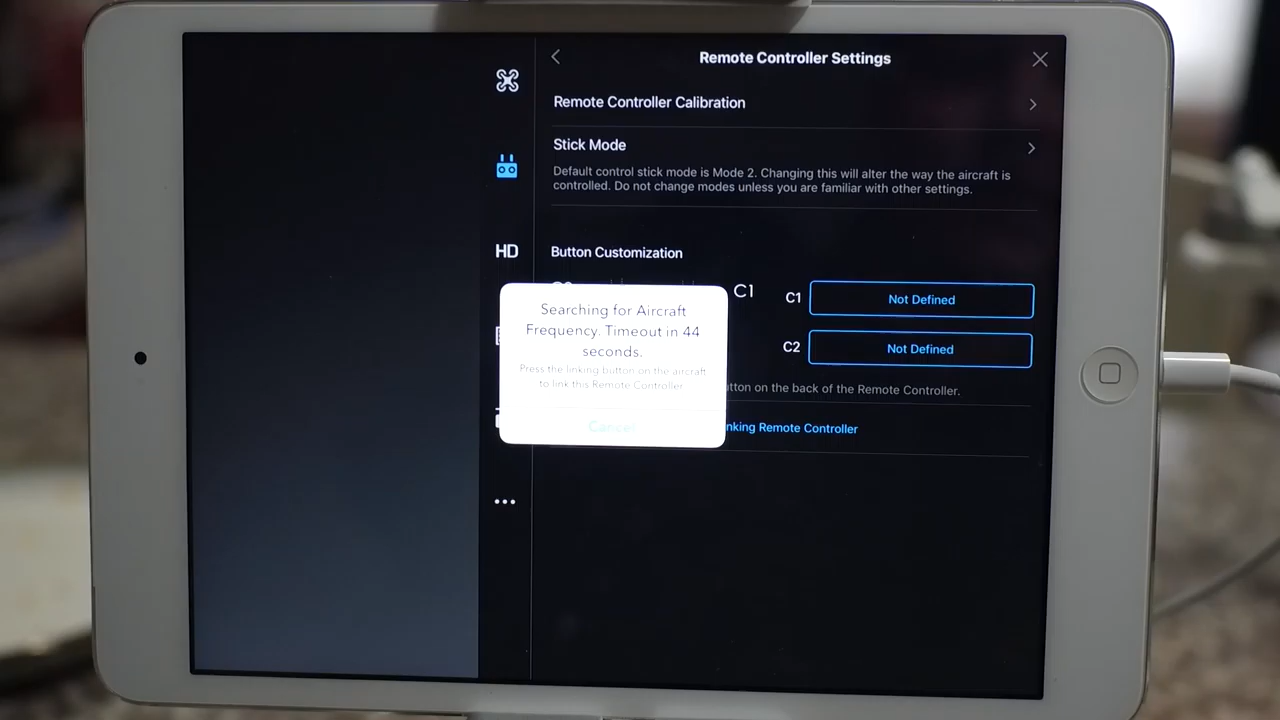 Remote Controller Settings
Remote Controller Calibration
Stick Mode
Default control stick mode is Mode 2. Changing this will alter the way the aircraft is
controlled. Do not change modes unless you are familiar with other settings.
HD
Button Customization
C1
C1 Not Defined
C2 Not Defined
Searching for Aircraft
Frequency. Timeout in 44
seconds.
Press the linking button on the aircraft
to link this Remote Controller.
Cancel
on the back of the Remote Controller.
Remote Controller